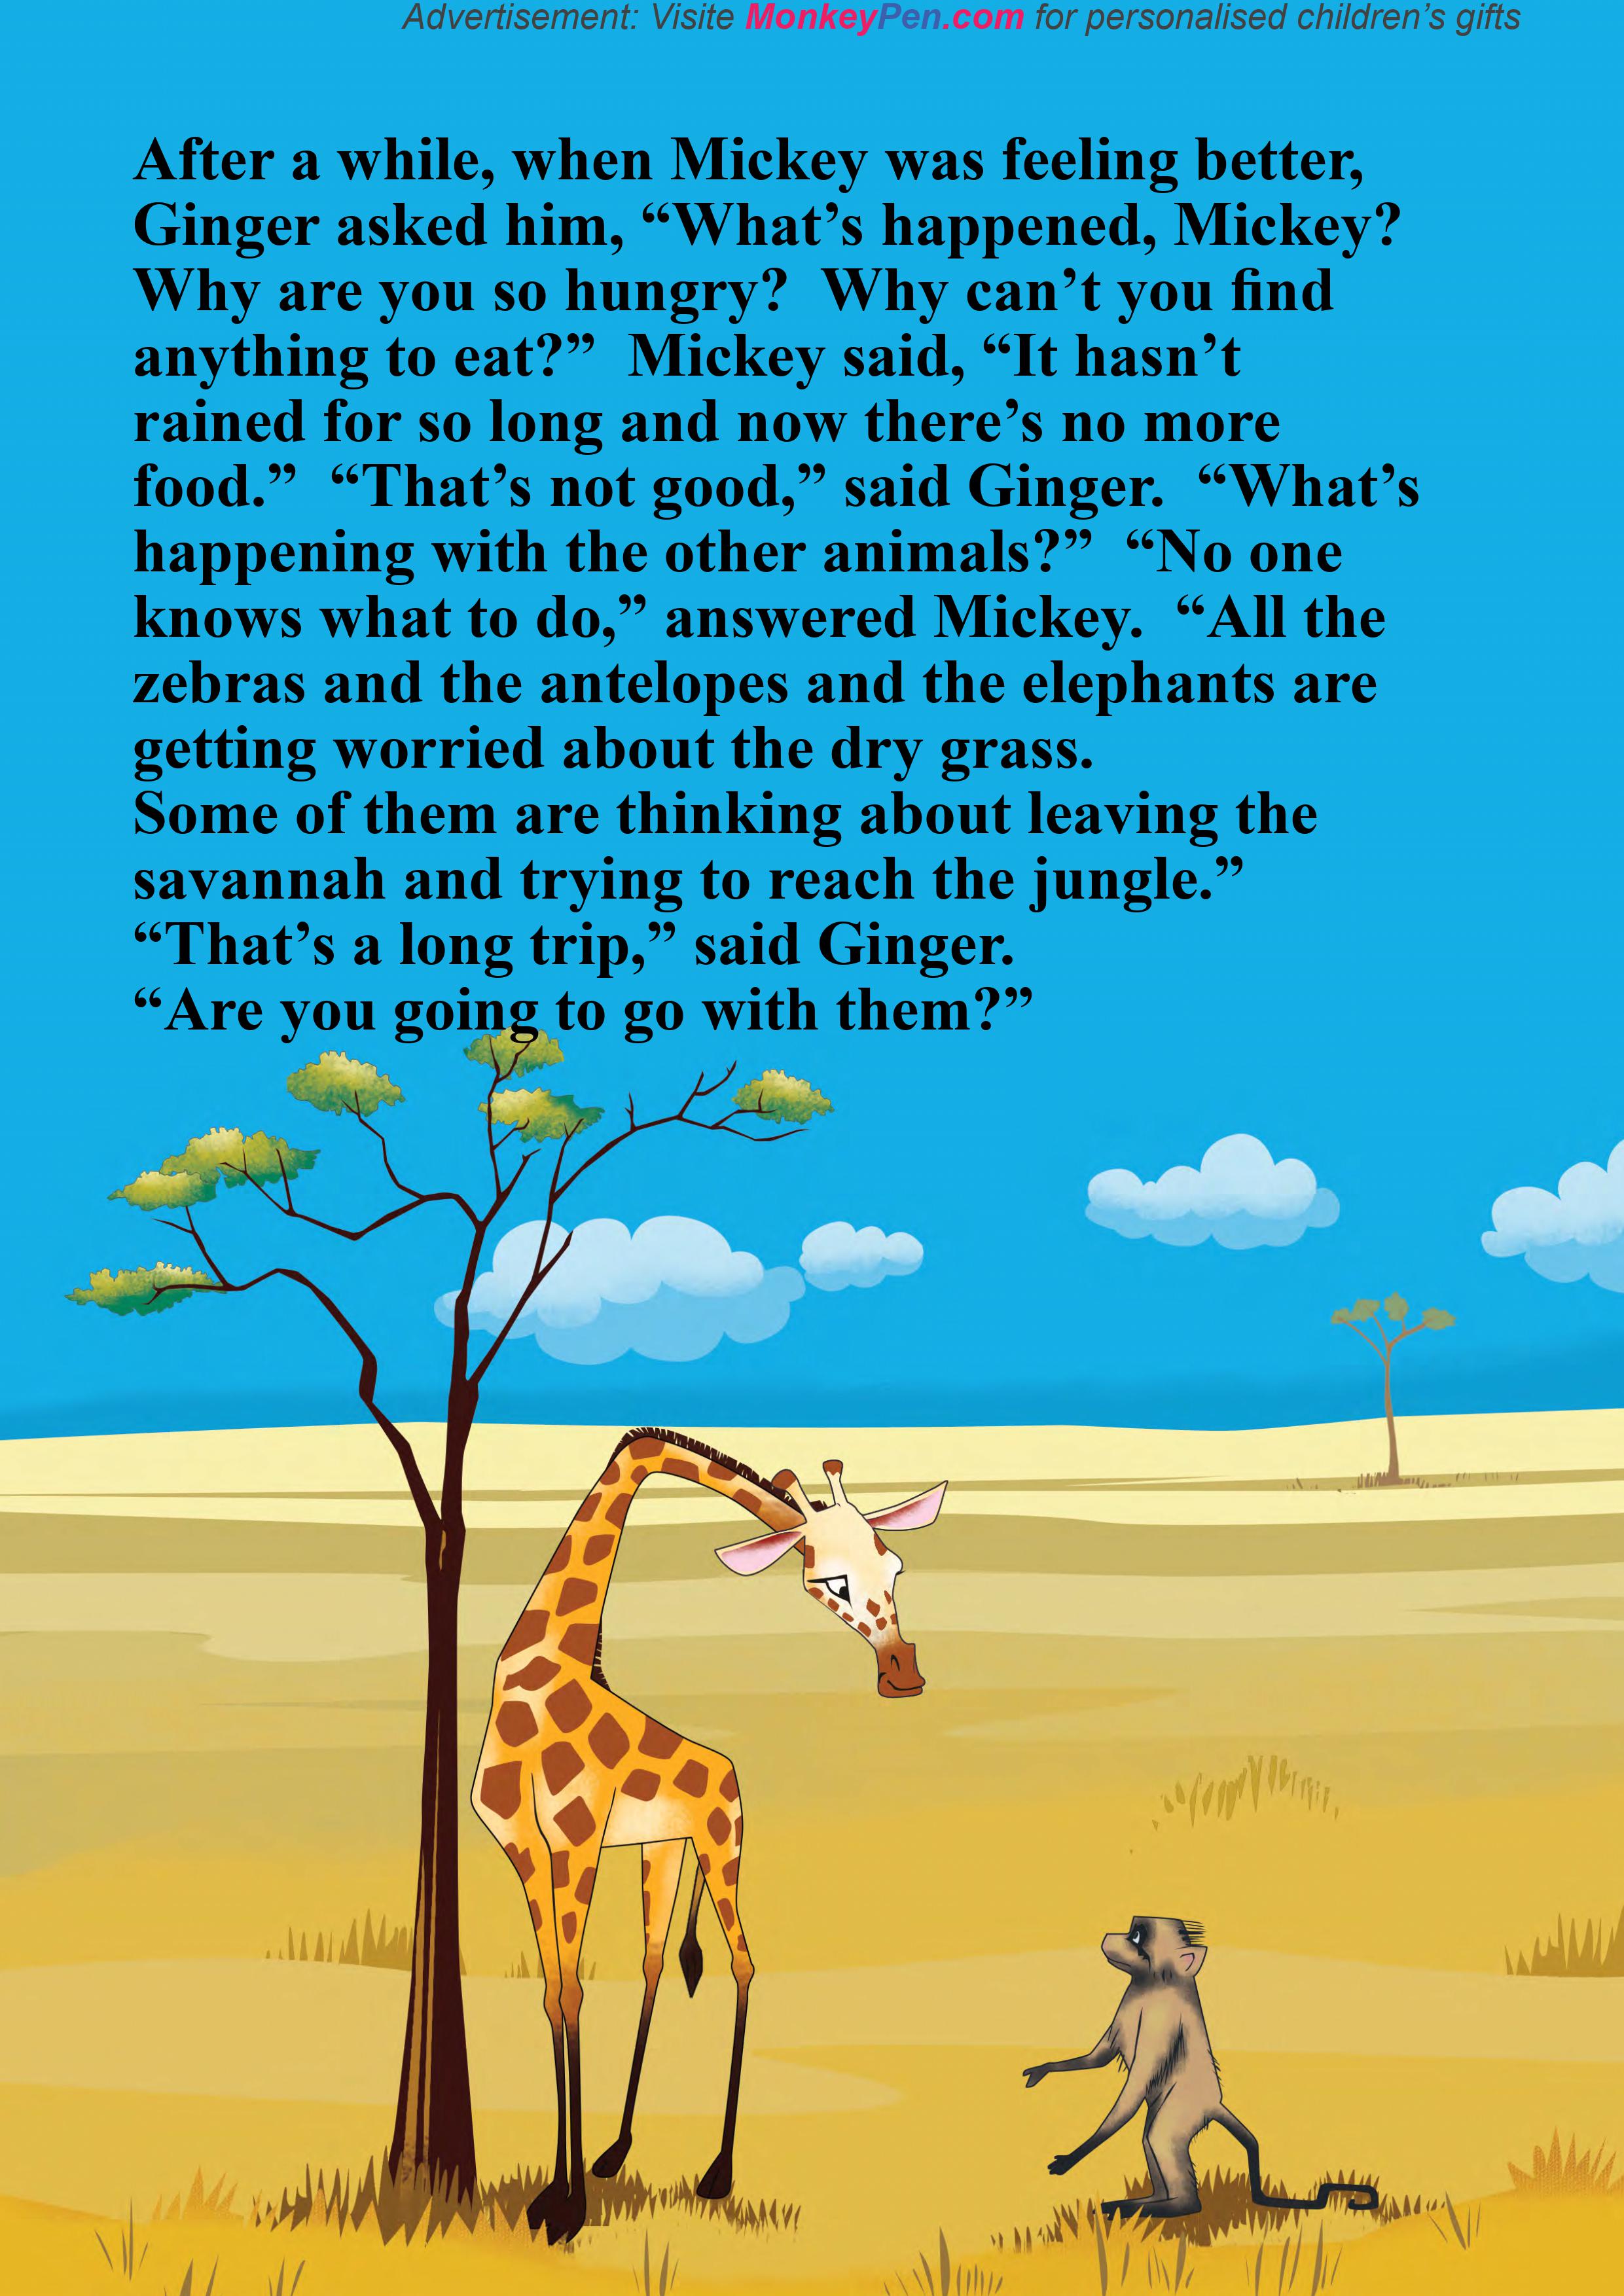 Advertisement: Visite MonkeyPen.com for personalised children’s gifts
After a while, when Mickey was feeling better,
Ginger asked him, “What’s happened, Mickey?
Why are you so hungry?  Why can’t you find
anything to eat?”  Mickey said, “It hasn’t
rained for so long and now there’s no more
food.”  “That’s not good,” said Ginger.  “What’s
happening with the other animals?”  “No one
knows what to do,” answered Mickey.  “All the
zebras and the antelopes and the elephants are
getting worried about the dry grass.
Some of them are thinking about leaving the
savannah and trying to reach the jungle.”
“That’s a long trip,” said Ginger.
“Are you going to go with them?”